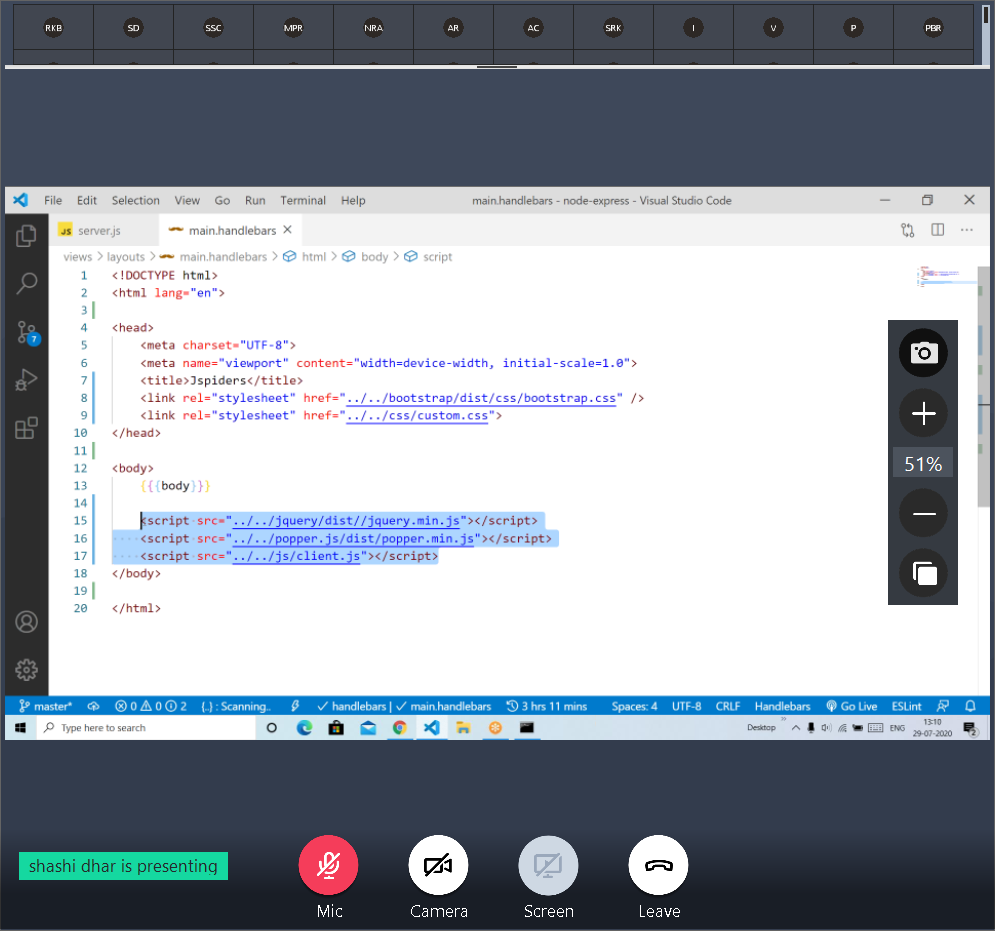 RKB SD SSC MPR NRA AR AC SRK I V P PBR
File Edit Selection View Go Run Terminal Help main.handlebars - node-express - Visual Studio Code
JS server.js main.handlebars
views > layouts > main.handlebars > html > body > script
1 <!DOCTYPE html>
2 <html lang="en">
3
4 <head>
5 <meta charset="UTF-8">
6 <meta name="viewport" content="width=device-width, initial-scale=1.0">
7 <title>Jspiders</title>
8 <link rel="stylesheet" href="../../bootstrap/dist/css/bootstrap.css" />
9 <link rel="stylesheet" href="../../css/custom.css">
10 </head>
11
12 <body>
13 {{{body}}}
14
15 <script src="../../jquery/dist//jquery.min.js"></script>
16 <script src="../../popper.js/dist/popper.min.js"></script>
17 <script src="../../js/client.js"></script>
18 </body>
19
20 </html>
7
51%
master* 0 0 2 {..} : Scanning.. handlebars | main.handlebars 3 hrs 11 mins Spaces: 4 UTF-8 CRLF Handlebars Go Live ESLint
Type here to search Desktop » ENG 13:10
29-07-2020 2
shashi dhar is presenting
Mic Camera Screen Leave